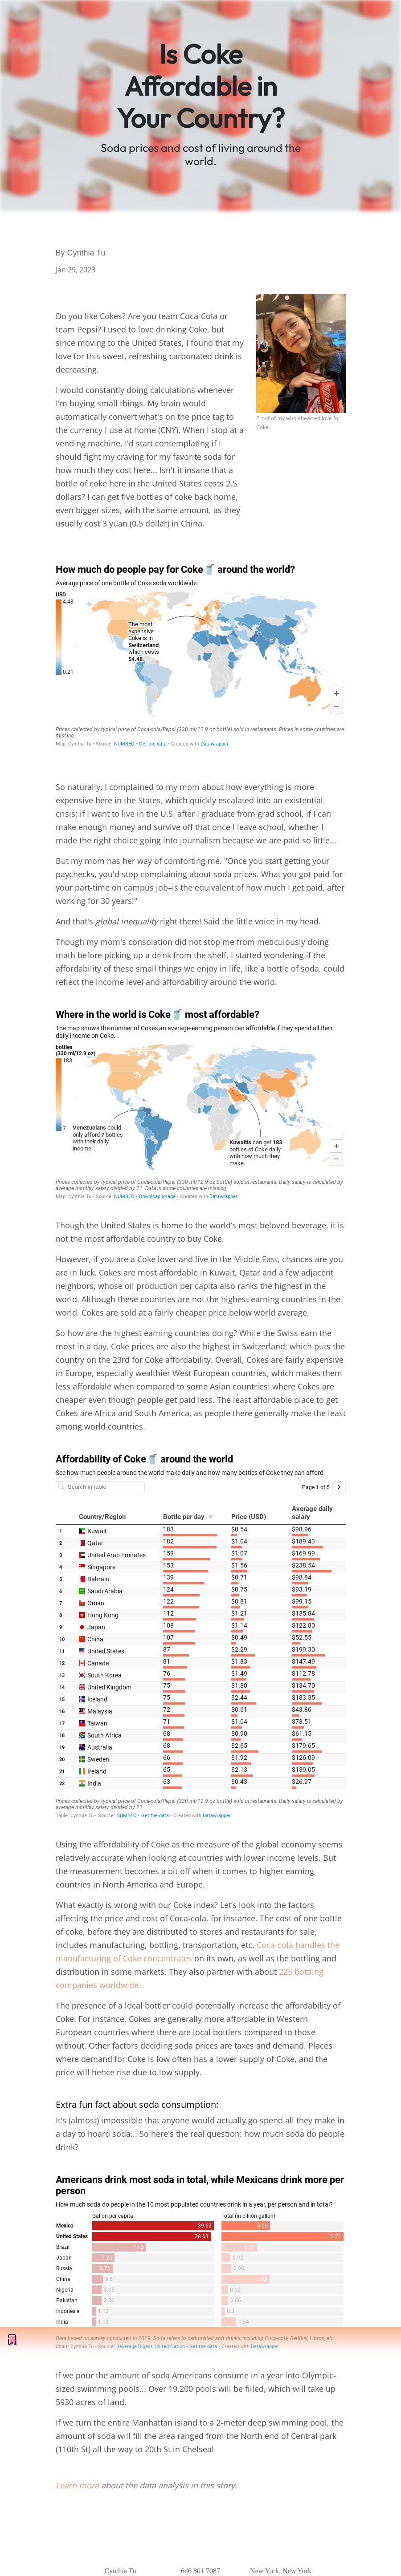 Is Coke
Affordable in
Your Country?
Soda prices and cost of living around the
world.
By Cynthia Tu
Jan 29, 2023
Do you like Cokes? Are you team Coca-Cola or
team Pepsi? I used to love drinking Coke, but
since moving to the United States, I found that my
love for this sweet, refreshing carbonated drink is
decreasing.
Proof of my wholehearted love for
Coke.
I would constantly doing calculations whenever
I'm buying small things. My brain would
automatically convert what's on the price tag to
the currency I use at home (CNY). When I stop at a
vending machine, I'd start contemplating if I
should fight my craving for my favorite soda for
how much they cost here... Isn't it insane that a
bottle of coke here in the United States costs 2.5
dollars? I can get five bottles of coke back home,
even bigger sizes, with the same amount, as they
usually cost 3 yuan (0.5 dollar) in China.
How much do people pay for Coke🥤 around the world?
Average price of one bottle of Coke soda worldwide.
USD
4.48
0.21
The most
expensive
Coke is in
Switzerland,
which costs
$4.48.
+
−
Prices collected by typical price of Coca-cola/Pepsi (330 ml/12.9 oz bottle) sold in restaurants. Prices in some countries are
missing.
Map: Cynthia Tu • Source: NUMBEO • Get the data • Created with Datawrapper
So naturally, I complained to my mom about how everything is more
expensive here in the States, which quickly escalated into an existential
crisis: if I want to live in the U.S. after I graduate from grad school, if I can
make enough money and survive off that once I leave school, whether I
made the right choice going into journalism because we are paid so little...
But my mom has her way of comforting me. "Once you start getting your
paychecks, you'd stop complaining about soda prices. What you got paid for
your part-time on campus job–is the equivalent of how much I get paid, after
working for 30 years!"
And that's global inequality right there! Said the little voice in my head.
Though my mom's consolation did not stop me from meticulously doing
math before picking up a drink from the shelf, I started wondering if the
affordability of these small things we enjoy in life, like a bottle of soda, could
reflect the income level and affordability around the world.
Where in the world is Coke🥤 most affordable?
The map shows the number of Cokes an average-earning person can affordable if they spend all their
daily income on Coke.
bottles
(330 ml/12.9 oz)
183
7
Venezuelans could
only afford 7 bottles
with their daily
income.
Kuwaitis can get 183
bottles of Coke daily
with how much they
make.
+
−
Prices collected by typical price of Coca-cola/Pepsi (330 ml/12.9 oz bottle) sold in restaurants. Daily salary is calculated by
average monthly salary divided by 21. Data in some countries are missing.
Map: Cynthia Tu • Source: NUMBEO • Download image • Created with Datawrapper
Though the United States is home to the world's most beloved beverage, it is
not the most affordable country to buy Coke.
However, if you are a Coke lover and live in the Middle East, chances are you
are in luck. Cokes are most affordable in Kuwait, Qatar and a few adjacent
neighbors, whose oil production per capita also ranks the highest in the
world. Although these countries are not the highest earning countries in the
world, Cokes are sold at a fairly cheaper price below world average.
So how are the highest earning countries doing? While the Swiss earn the
most in a day, Coke prices are also the highest in Switzerland; which puts the
country on the 23rd for Coke affordability. Overall, Cokes are fairly expensive
in Europe, especially wealthier West European countries, which makes them
less affordable when compared to some Asian countries: where Cokes are
cheaper even though people get paid less. The least affordable place to get
Cokes are Africa and South America, as people there generally make the least
among world countries.
Affordability of Coke🥤 around the world
See how much people around the world make daily and how many bottles of Coke they can afford.
Search in table
Page 1 of 5
Country/Region Bottle per day Price (USD) Average daily salary
1 Kuwait 183 $0.54 $98.96
2 Qatar 182 $1.04 $189.43
3 United Arab Emirates 159 $1.07 $169.99
4 Singapore 153 $1.56 $238.54
5 Bahrain 139 $0.71 $98.84
6 Saudi Arabia 124 $0.75 $93.19
7 Oman 122 $0.81 $99.15
8 Hong Kong 112 $1.21 $135.84
9 Japan 108 $1.14 $122.80
10 China 107 $0.49 $52.55
11 United States 87 $2.29 $199.30
12 Canada 81 $1.83 $147.49
13 South Korea 76 $1.49 $112.78
14 United Kingdom 75 $1.80 $134.70
15 Iceland 75 $2.44 $183.35
16 Malaysia 72 $0.61 $43.86
17 Taiwan 71 $1.04 $73.51
18 South Africa 68 $0.90 $61.15
19 Australia 68 $2.65 $179.65
20 Sweden 66 $1.92 $126.09
21 Ireland 65 $2.13 $139.05
22 India 63 $0.43 $26.97
Prices collected by typical price of Coca-cola/Pepsi (330 ml/12.9 oz bottle) sold in restaurants. Daily salary is calculated by
average monthly salary divided by 21.
Table: Cynthia Tu • Source: NUMBEO • Get the data • Created with Datawrapper
Using the affordability of Coke as the measure of the global economy seems
relatively accurate when looking at countries with lower income levels. But
the measurement becomes a bit off when it comes to higher earning
countries in North America and Europe.
What exactly is wrong with our Coke index? Let's look into the factors
affecting the price and cost of Coca-cola, for instance. The cost of one bottle
of coke, before they are distributed to stores and restaurants for sale,
includes manufacturing, bottling, transportation, etc. Coca-cola handles the
manufacturing of Coke concentrates on its own, as well as the bottling and
distribution in some markets. They also partner with about 225 bottling
companies worldwide.
The presence of a local bottler could potentially increase the affordability of
Coke. For instance, Cokes are generally more affordable in Western
European countries where there are local bottlers compared to those
without. Other factors deciding soda prices are taxes and demand. Places
where demand for Coke is low often has a lower supply of Coke, and the
price will hence rise due to low supply.
Extra fun fact about soda consumption:
It's (almost) impossible that anyone would actually go spend all they make in
a day to hoard soda... So here's the real question: how much soda do people
drink?
Americans drink most soda in total, while Mexicans drink more per
person
How much soda do people in the 10 most populated countries drink in a year, per person and in total?
Gallon per capita Total (in billion gallon)
Mexico 39.63 5.06
United States 38.63 12.71
Brazil
Japan 0.92
Russia 0.98
China 3.5
Nigeria 3.06 0.62
Pakistan 3.06 0.66
Indonesia 1.13 0.3
India 1.13 1.54
Data based on survey conducted in 2019. Soda refers to carbonated soft drinks, including Coca-cola, RedBull, Lipton, etc.
Chart: Cynthia Tu • Source: Beverage Digest, United Nation • Get the data • Created with Datawrapper
If we pour the amount of soda Americans consume in a year into Olympic-
sized swimming pools... Over 19,200 pools will be filled, which will take up
5930 acres of land.
If we turn the entire Manhattan island to a 2-meter deep swimming pool, the
amount of soda will fill the area ranged from the North end of Central park
(110th St) all the way to 20th St in Chelsea!
Learn more about the data analysis in this story.
Cynthia Tu 646 801 7087 New York, New York